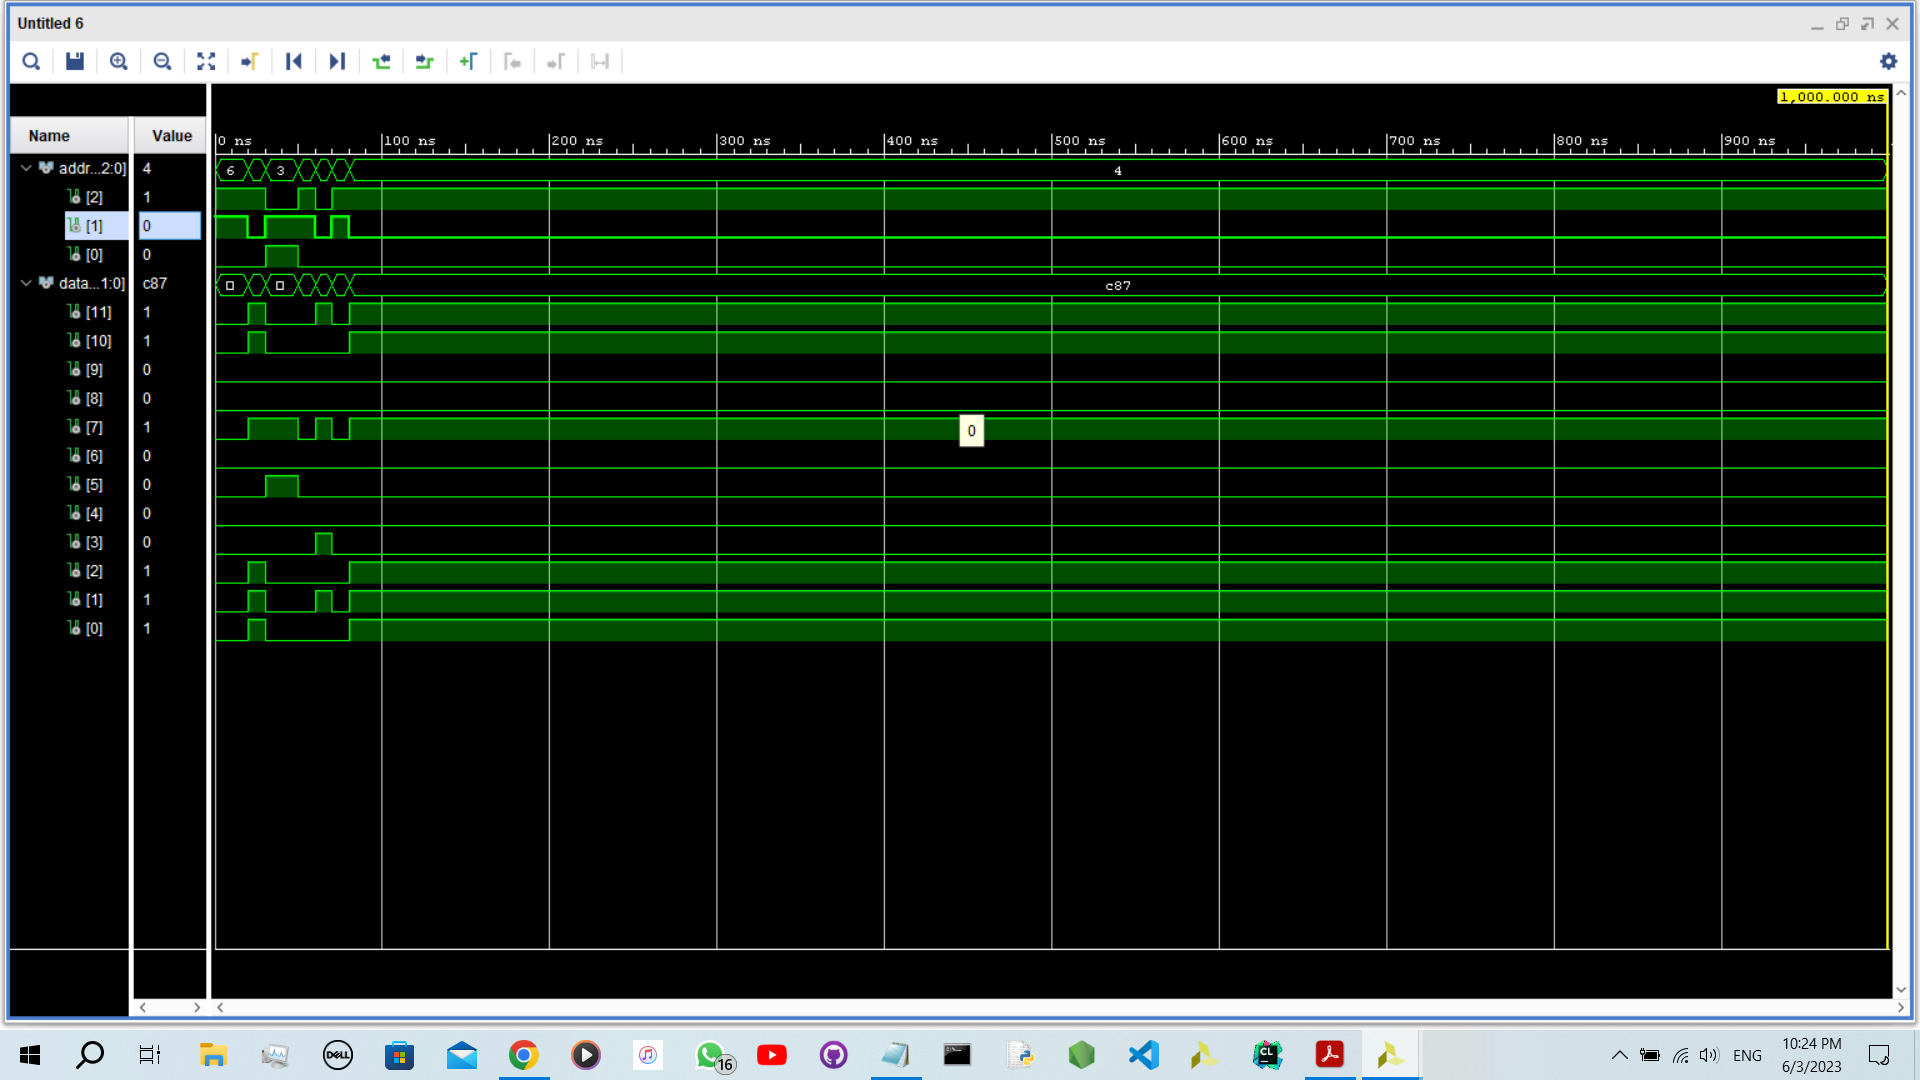 Untitled 6
1,000.000 ns
Name Value
0 ns 100 ns 200 ns 300 ns 400 ns 500 ns 600 ns 700 ns 800 ns 900 ns
addr...2:0] 4 6 3 4
[2] 1
[1] 0
[0] 0
data...1:0] c87 c87
[11] 1
[10] 1
[9] 0
[8] 0
[7] 1 0
[6] 0
[5] 0
[4] 0
[3] 0
[2] 1
[1] 1
[0] 1
DELL
16
CL
ENG
10:24 PM
6/3/2023